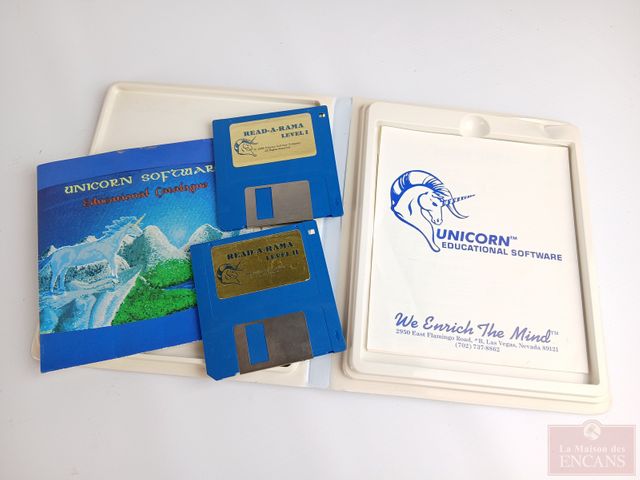 UNICORN SOFTWAR
Educational Catalogue
READ-A-RAMA
LEVEL I
READ-A-RAMA
LEVEL II
UNICORN™
EDUCATIONAL SOFTWARE
We Enrich The Mind™
2950 East Flamingo Road, #B, Las Vegas, Nevada 89121
(702) 737-8862
La Maison des
ENCANS